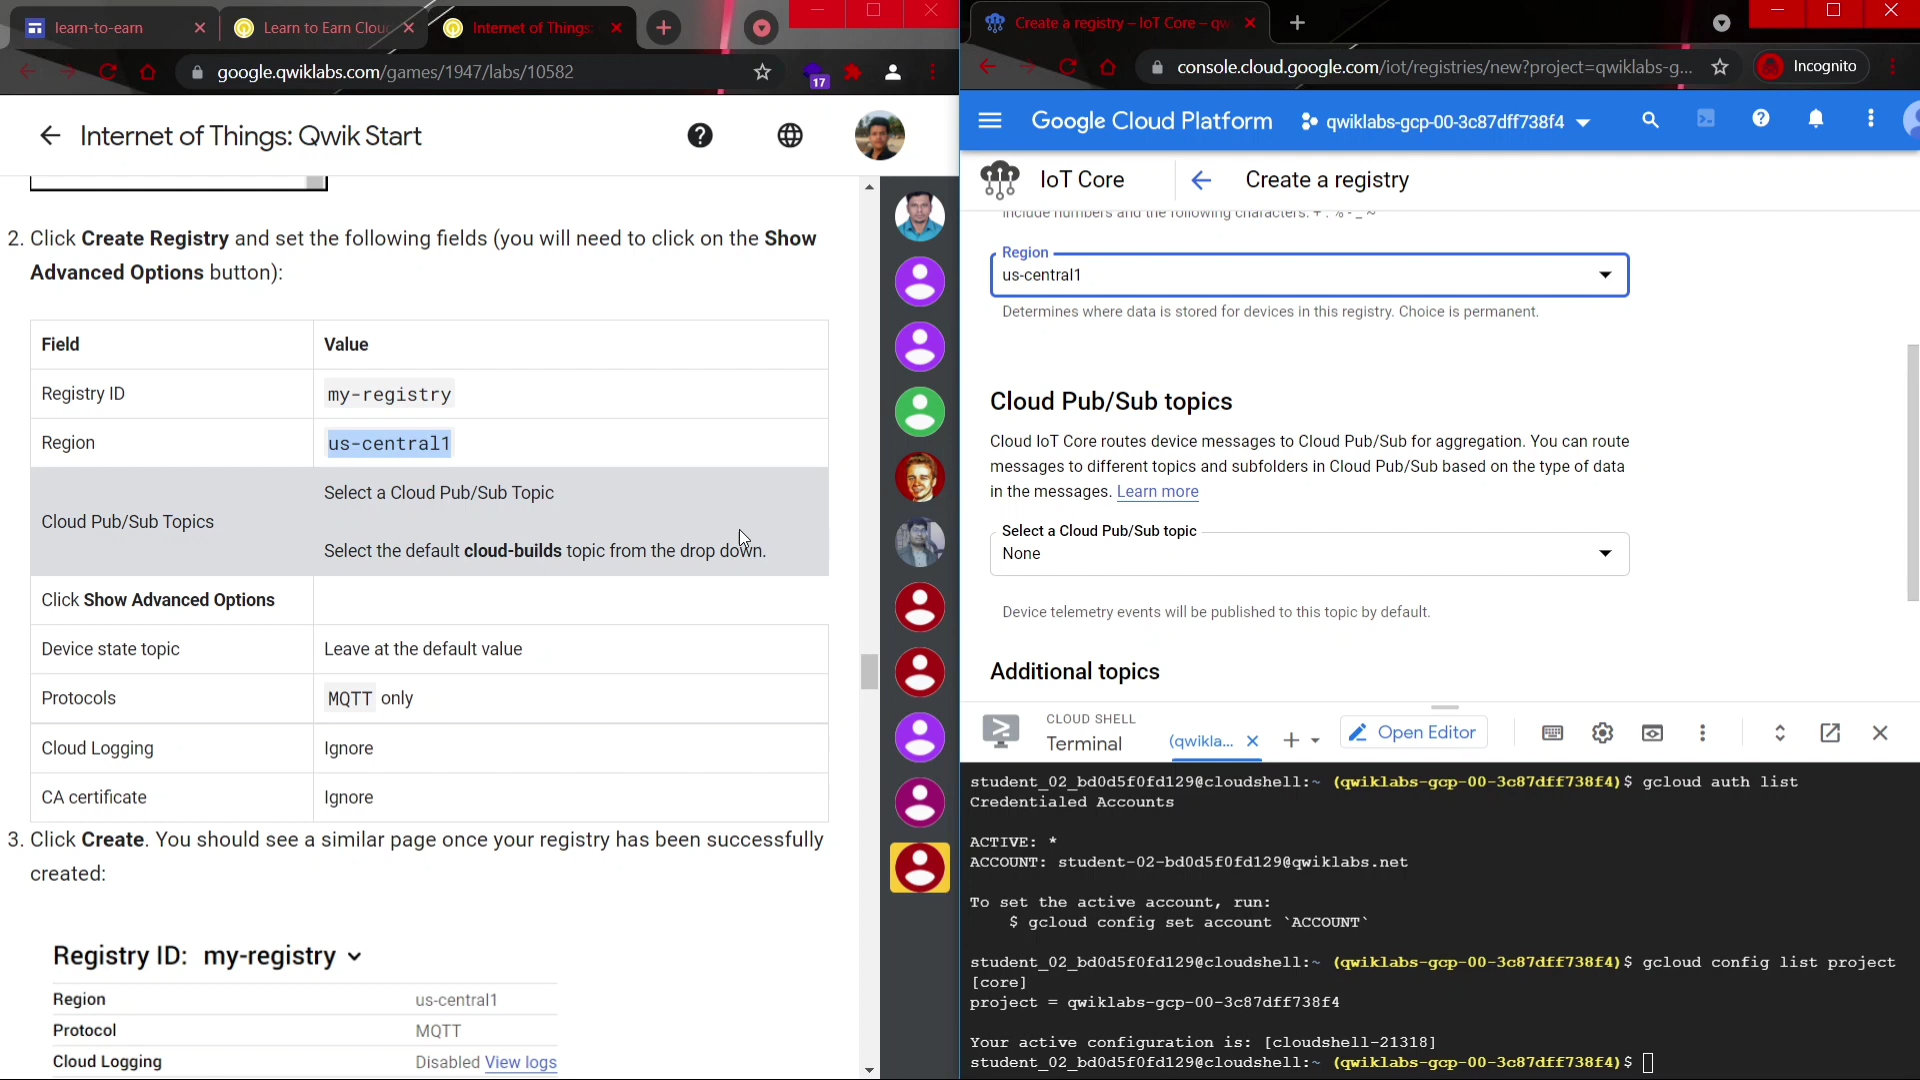 learn-to-earn
Learn to Earn Clou
Internet of Things:
google.qwiklabs.com/games/1947/labs/10582
17
Internet of Things: Qwik Start
2. Click Create Registry and set the following fields (you will need to click on the Show
Advanced Options button):
Field Value
Registry ID my-registry
Region us-central1
Cloud Pub/Sub Topics
Select a Cloud Pub/Sub Topic
Select the default cloud-builds topic from the drop down.
Click Show Advanced Options
Device state topic Leave at the default value
Protocols MQTT only
Cloud Logging Ignore
CA certificate Ignore
3. Click Create. You should see a similar page once your registry has been successfully
created:
Registry ID: my-registry
Region us-central1
Protocol MQTT
Cloud Logging Disabled View logs
Create a registry – IoT Core – qw
console.cloud.google.com/iot/registries/new?project=qwiklabs-g...
Incognito
Google Cloud Platform
qwiklabs-gcp-00-3c87dff738f4
IoT Core
Create a registry
include numbers and the following characters: + . % - _ ~
Region
us-central1
Determines where data is stored for devices in this registry. Choice is permanent.
Cloud Pub/Sub topics
Cloud IoT Core routes device messages to Cloud Pub/Sub for aggregation. You can route
messages to different topics and subfolders in Cloud Pub/Sub based on the type of data
in the messages. Learn more
Select a Cloud Pub/Sub topic
None
Device telemetry events will be published to this topic by default.
Additional topics
CLOUD SHELL
Terminal
(qwikla...
Open Editor
student_02_bd0d5f0fd129@cloudshell:~ (qwiklabs-gcp-00-3c87dff738f4)$ gcloud auth list
Credentialed Accounts
ACTIVE: *
ACCOUNT: student-02-bd0d5f0fd129@qwiklabs.net
To set the active account, run:
$ gcloud config set account `ACCOUNT`
student_02_bd0d5f0fd129@cloudshell:~ (qwiklabs-gcp-00-3c87dff738f4)$ gcloud config list project
[core]
project = qwiklabs-gcp-00-3c87dff738f4
Your active configuration is: [cloudshell-21318]
student_02_bd0d5f0fd129@cloudshell:~ (qwiklabs-gcp-00-3c87dff738f4)$